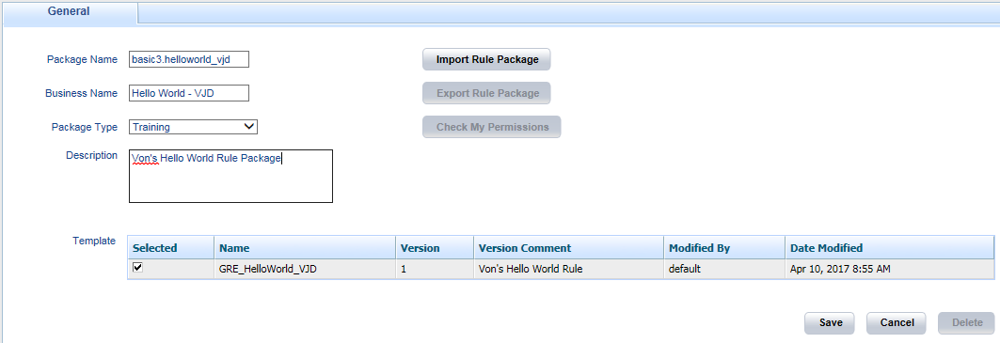 General
Package Name basic3.helloworld_vjd Import Rule Package
Business Name Hello World - VJD Export Rule Package
Package Type Training Check My Permissions
Description Von's Hello World Rule Package
Template Selected Name Version Version Comment Modified By Date Modified
GRE_HelloWorld_VJD 1 Von's Hello World Rule default Apr 10, 2017 8:55 AM
Save Cancel Delete